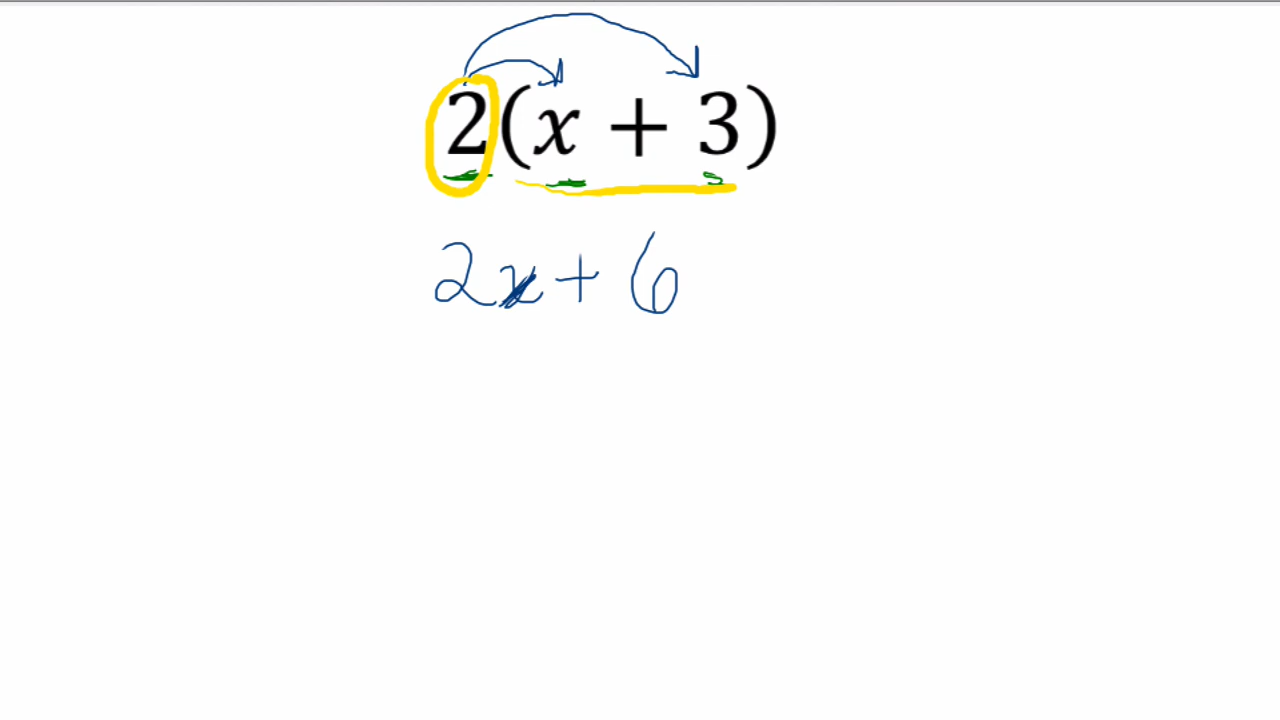 2(x + 3)
2x + 6